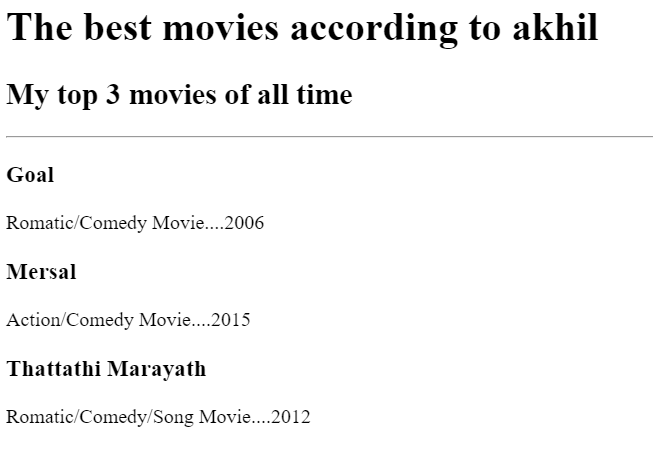 The best movies according to akhil
My top 3 movies of all time
Goal
Romatic/Comedy Movie....2006
Mersal
Action/Comedy Movie....2015
Thattathi Marayath
Romatic/Comedy/Song Movie....2012